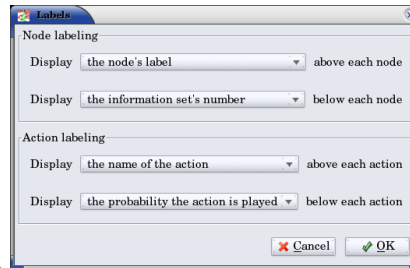 Labels
Node labeling
Display the node's label above each node
Display the information set's number below each node
Action labeling
Display the name of the action above each action
Display the probability the action is played below each action
Cancel OK